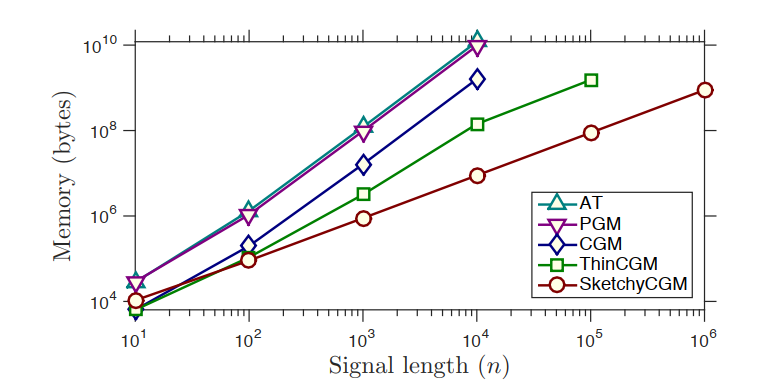 10^10
10^8
10^6
10^4
Memory (bytes)
AT
PGM
CGM
ThinCGM
SketchyCGM
10^1 10^2 10^3 10^4 10^5 10^6
Signal length (n)